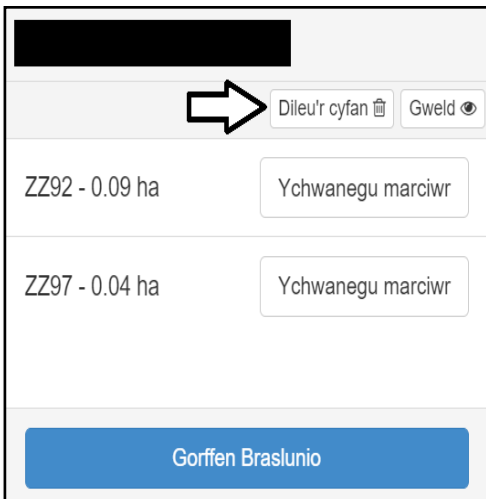 Dileu'r cyfan Gweld
ZZ92 - 0.09 ha Ychwanegu marciwr
ZZ97 - 0.04 ha Ychwanegu marciwr
Gorffen Braslunio